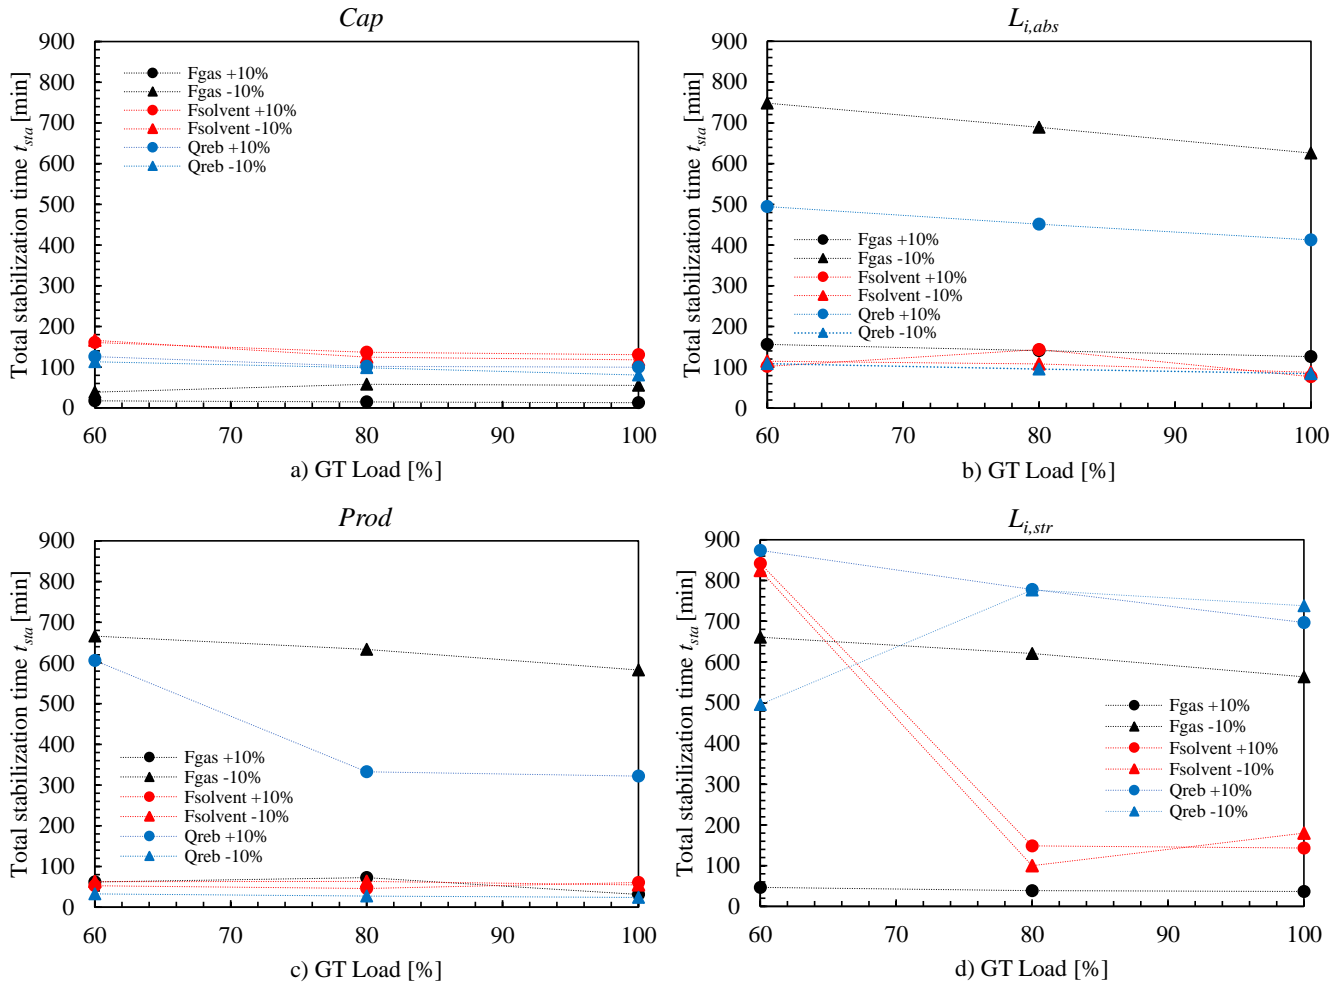 Cap
Total stabilization time tsta [min]
900
800
700
600
500
400
300
200
100
0
Fgas +10%
Fgas -10%
Fsolvent +10%
Fsolvent -10%
Qreb +10%
Qreb -10%
60 70 80 90 100
a) GT Load [%]
Li,abs
Total stabilization time tsta [min]
900
800
700
600
500
400
300
200
100
0
Fgas +10%
Fgas -10%
Fsolvent +10%
Fsolvent -10%
Qreb +10%
Qreb -10%
60 70 80 90 100
b) GT Load [%]
Prod
Total stabilization time tsta [min]
900
800
700
600
500
400
300
200
100
0
Fgas +10%
Fgas -10%
Fsolvent +10%
Fsolvent -10%
Qreb +10%
Qreb -10%
60 70 80 90 100
c) GT Load [%]
Li,str
Total stabilization time tsta [min]
900
800
700
600
500
400
300
200
100
0
Fgas +10%
Fgas -10%
Fsolvent +10%
Fsolvent -10%
Qreb +10%
Qreb -10%
60 70 80 90 100
d) GT Load [%]